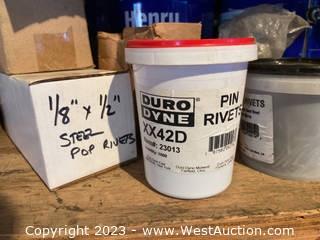 Henry
1/8" x 1/2"
STEEL
POP RIVETS
DURO
DYNE
PIN
RIVETS
XX42D
23013
RIVETS
Copyright 2023 - WestAuction.com